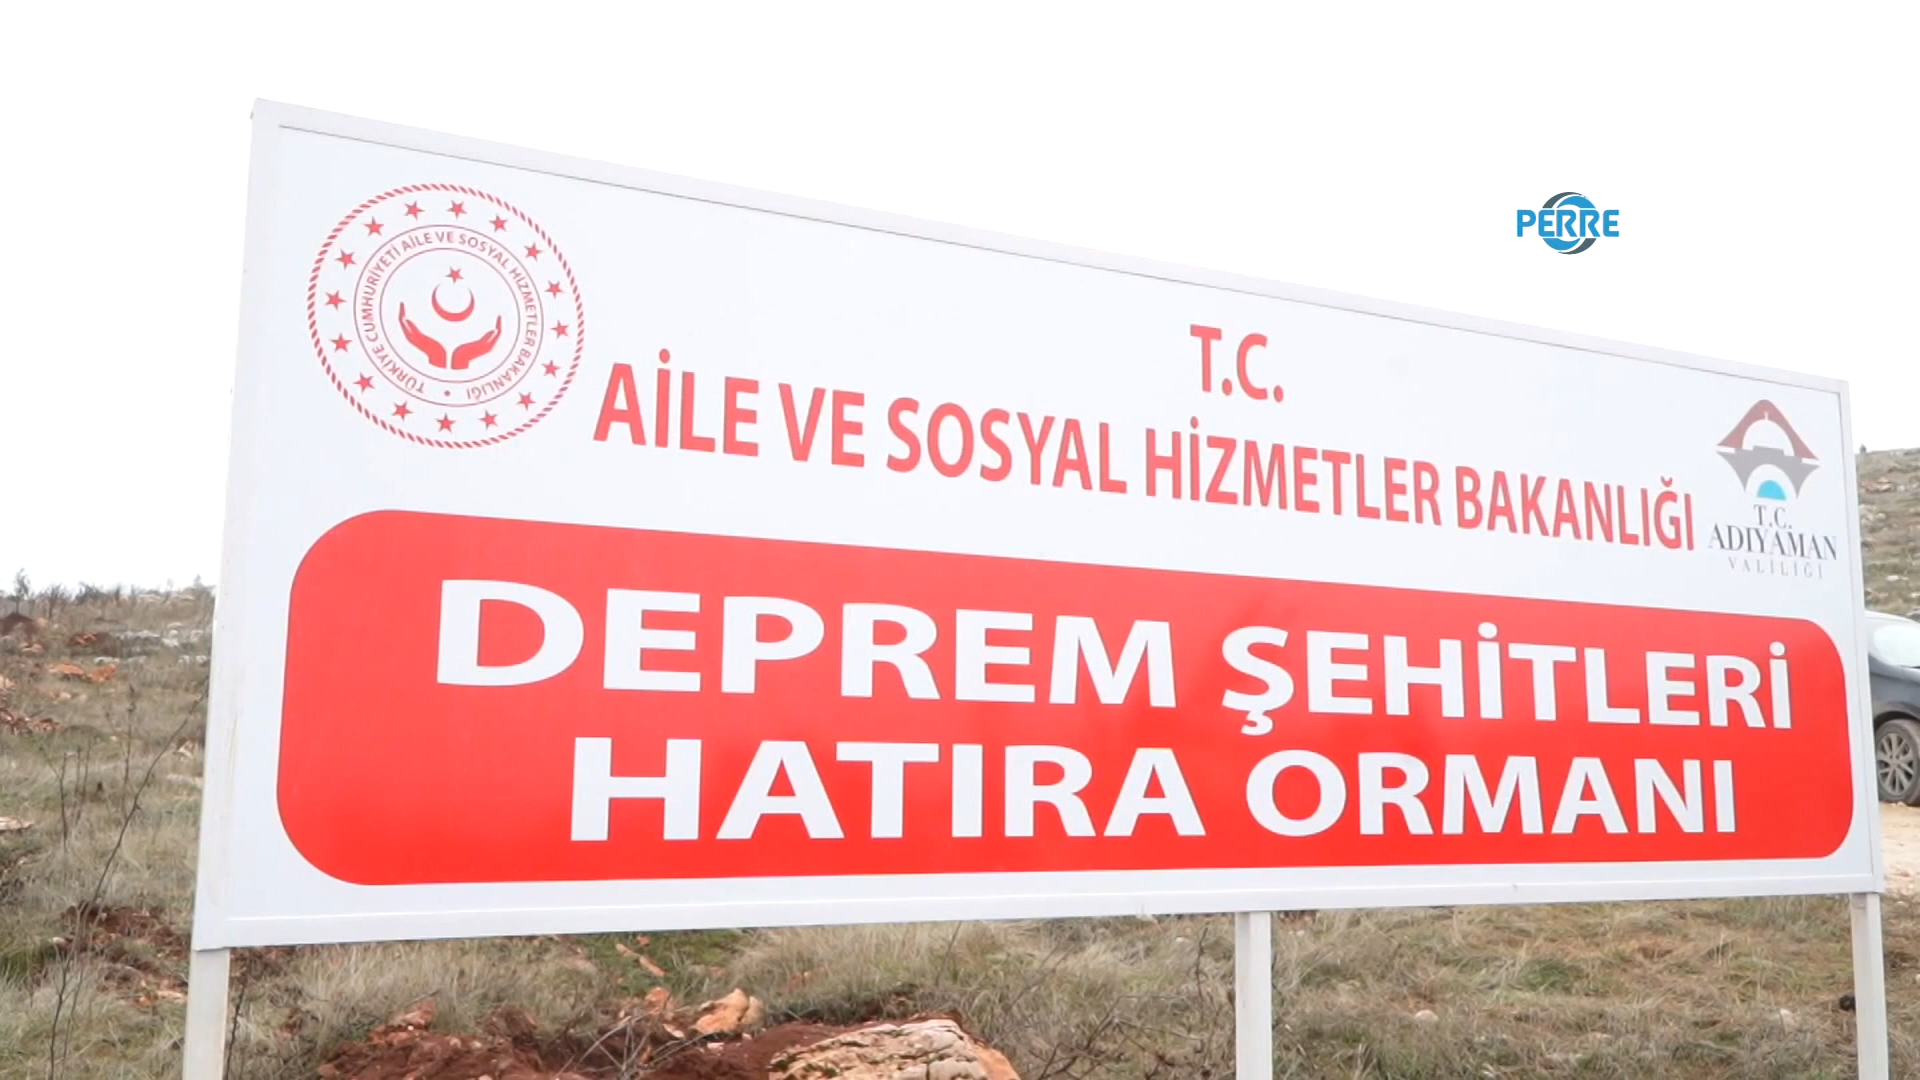 PERRE
TÜRKİYE CUMHURİYETİ AİLE VE SOSYAL HİZMETLER BAKANLIĞI
T.C.
AİLE VE SOSYAL HİZMETLER BAKANLIĞI
T.C.
ADIYAMAN
VALİLİĞİ
DEPREM ŞEHİTLERİ
HATIRA ORMANI